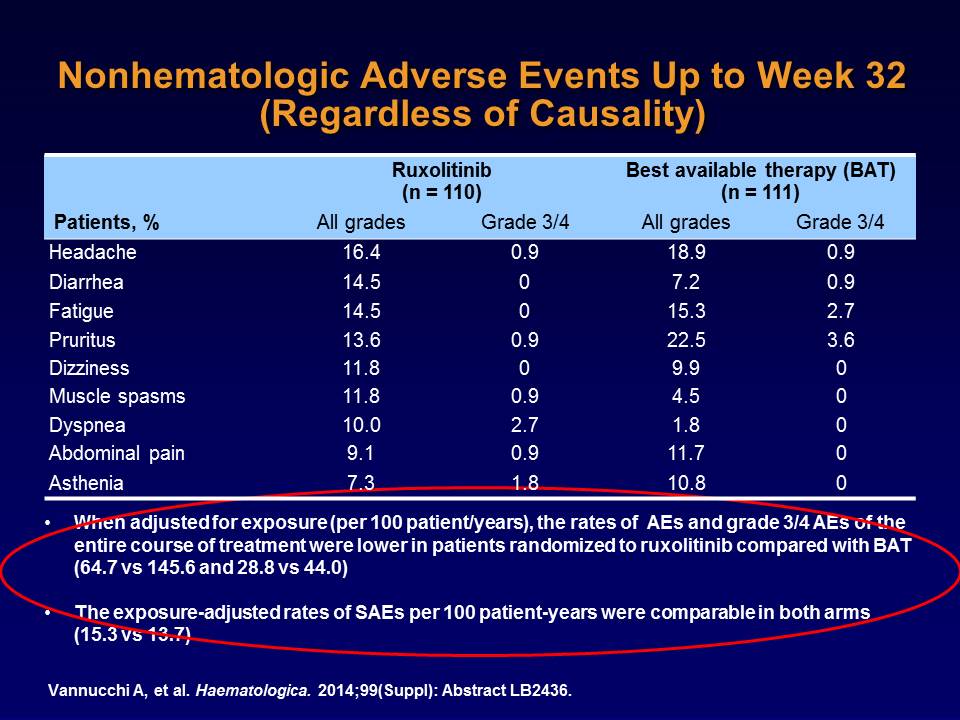 Nonhematologic Adverse Events Up to Week 32
(Regardless of Causality)
Ruxolitinib Best available therapy (BAT)
(n = 110) (n = 111)
Patients, % All grades Grade 3/4 All grades Grade 3/4
Headache 16.4 0.9 18.9 0.9
Diarrhea 14.5 0 7.2 0.9
Fatigue 14.5 0 15.3 2.7
Pruritus 13.6 0.9 22.5 3.6
Dizziness 11.8 0 9.9 0
Muscle spasms 11.8 0.9 4.5 0
Dyspnea 10.0 2.7 1.8 0
Abdominal pain 9.1 0.9 11.7 0
Asthenia 7.3 1.8 10.8 0
• When adjusted for exposure (per 100 patient/years), the rates of AEs and grade 3/4 AEs of the
entire course of treatment were lower in patients randomized to ruxolitinib compared with BAT
(64.7 vs 145.6 and 28.8 vs 44.0)
• The exposure-adjusted rates of SAEs per 100 patient-years were comparable in both arms
(15.3 vs 13.7)
Vannucchi A, et al. Haematologica. 2014;99(Suppl): Abstract LB2436.